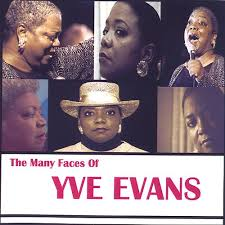 The Many Faces Of
YVE EVANS